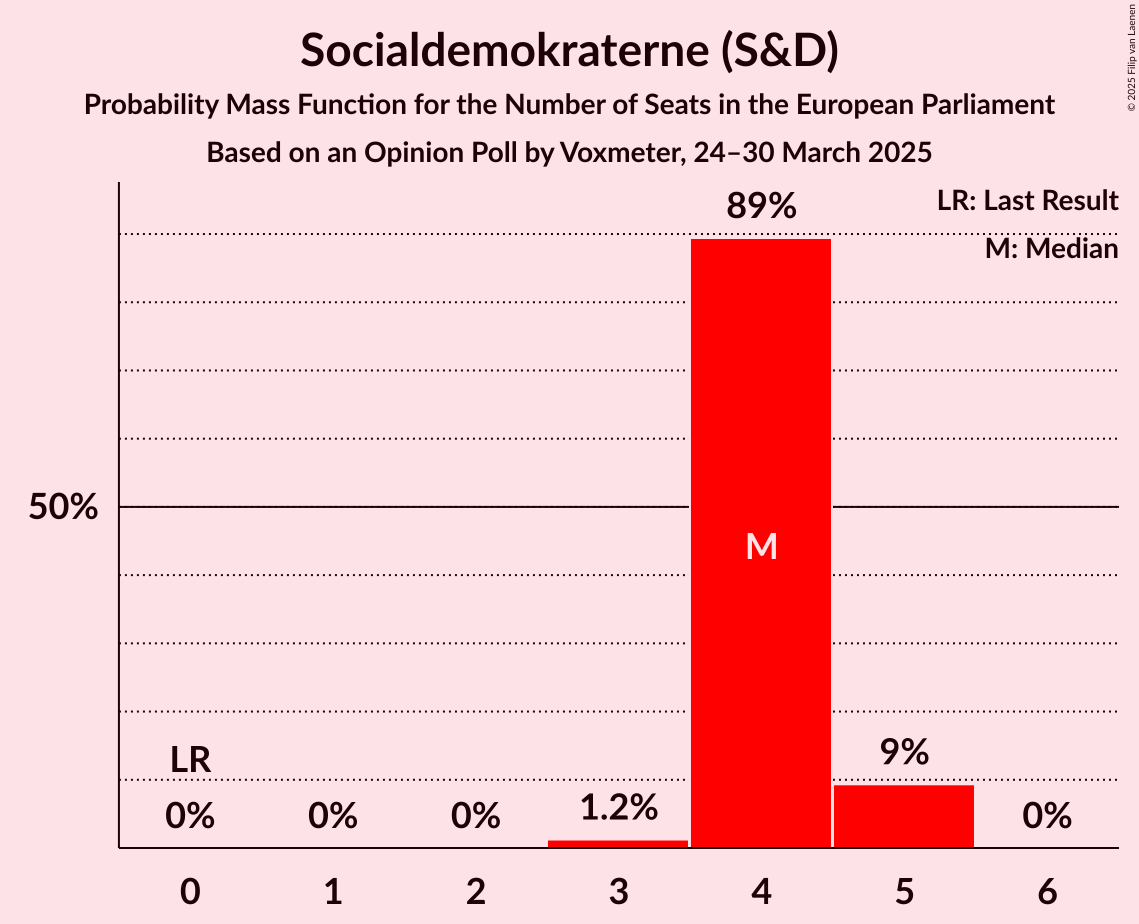 Socialdemokraterne (S&D)
Probability Mass Function for the Number of Seats in the European Parliament
Based on an Opinion Poll by Voxmeter, 24–30 March 2025
© 2025 Filip van Laenen
LR: Last Result
M: Median
89%
50%
M
LR
9%
0%
0%
0%
1.2%
0%
0
1
2
3
4
5
6